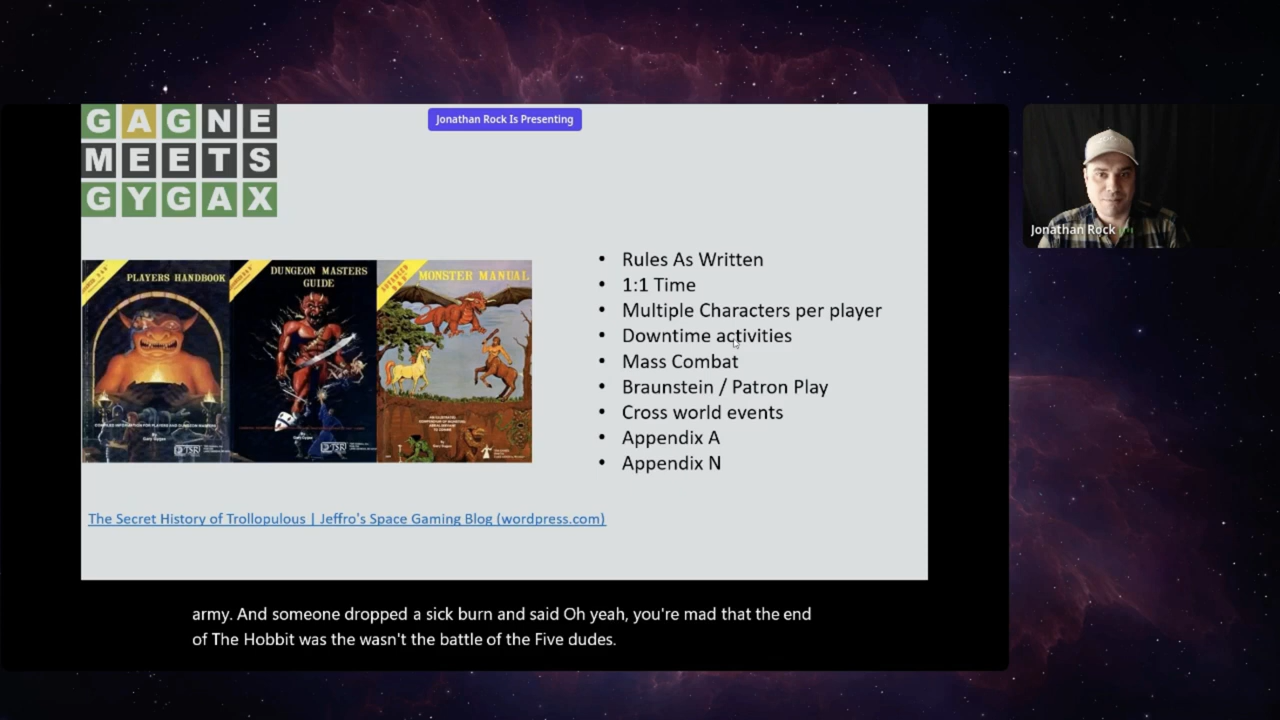 Jonathan Rock Is Presenting
GAGNE
MEETS
GYGAX
PLAYERS HANDBOOK
DUNGEON MASTERS
GUIDE
MONSTER MANUAL
• Rules As Written
• 1:1 Time
• Multiple Characters per player
• Downtime activities
• Mass Combat
• Braunstein / Patron Play
• Cross world events
• Appendix A
• Appendix N
The Secret History of Trollopulous | Jeffro's Space Gaming Blog (wordpress.com)
army. And someone dropped a sick burn and said Oh yeah, you're mad that the end
of The Hobbit was the wasn't the battle of the Five dudes.
Jonathan Rock